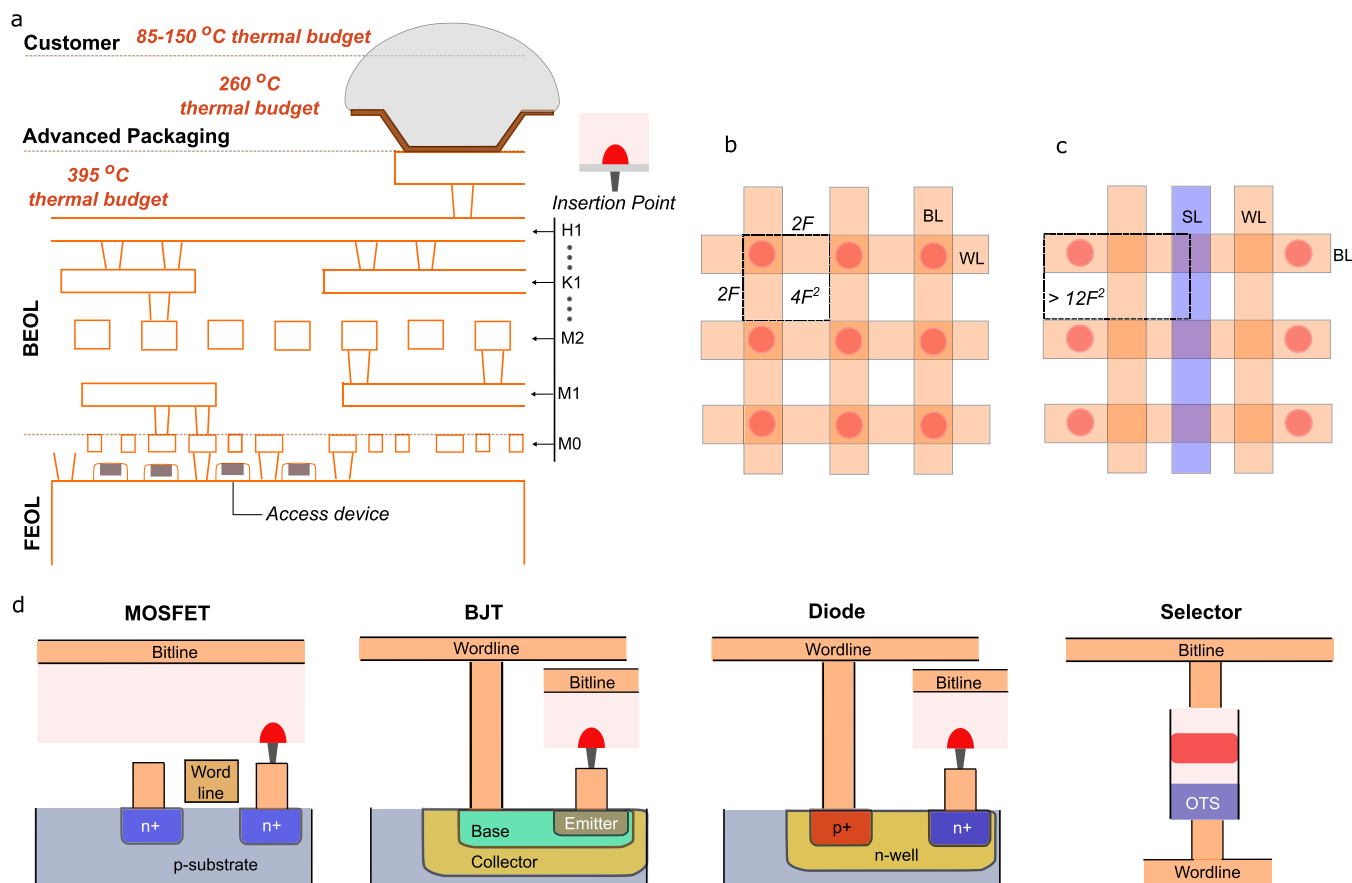 a
Customer
85-150 °C thermal budget
260 °C
thermal budget
Advanced Packaging
395 °C
thermal budget
Insertion Point
H1
K1
M2
M1
M0
BEOL
FEOL
Access device
b
2F
BL
WL
2F
4F²
c
SL
WL
BL
> 12F²
d
MOSFET
Bitline
Word
line
n+
n+
p-substrate
BJT
Wordline
Bitline
Base
Emitter
Collector
Diode
Wordline
Bitline
p+
n+
n-well
Selector
Bitline
OTS
Wordline